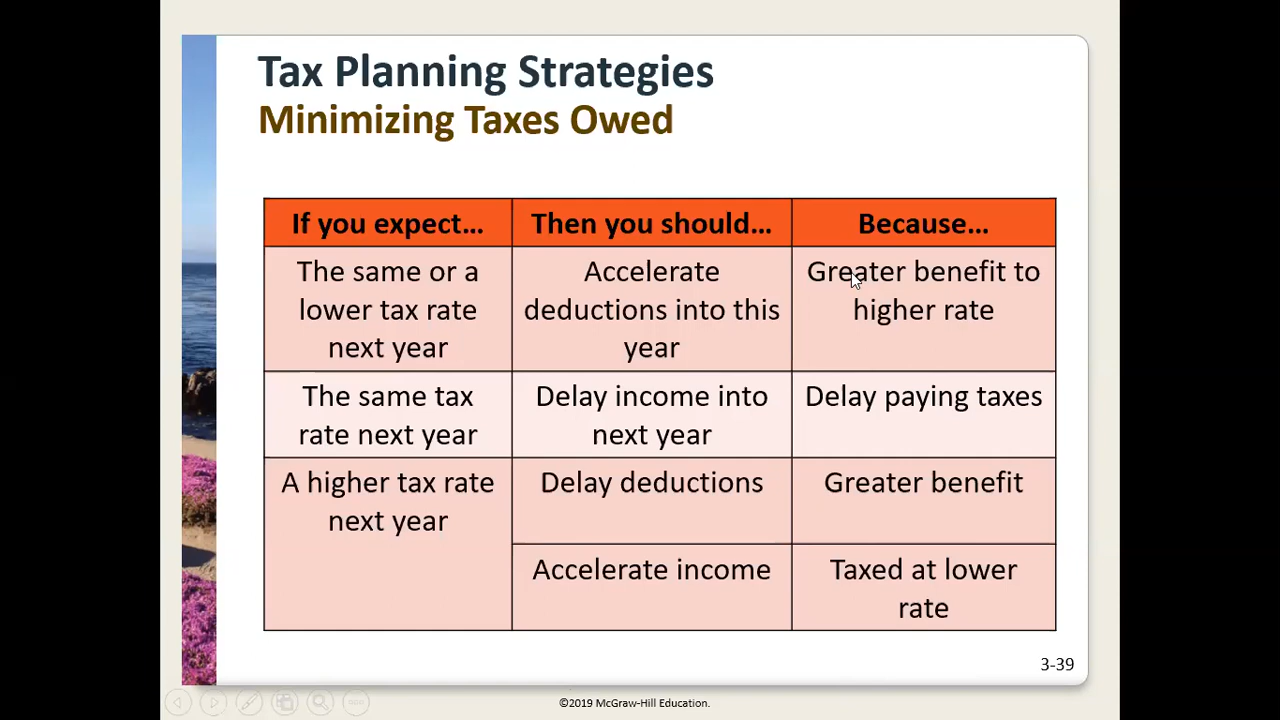 Tax Planning Strategies
Minimizing Taxes Owed
If you expect…
Then you should…
Because…
The same or a
lower tax rate
next year
Accelerate
deductions into this
year
Greater benefit to
higher rate
The same tax
rate next year
Delay income into
next year
Delay paying taxes
A higher tax rate
next year
Delay deductions
Greater benefit
Accelerate income
Taxed at lower
rate
3-39
©2019 McGraw-Hill Education.